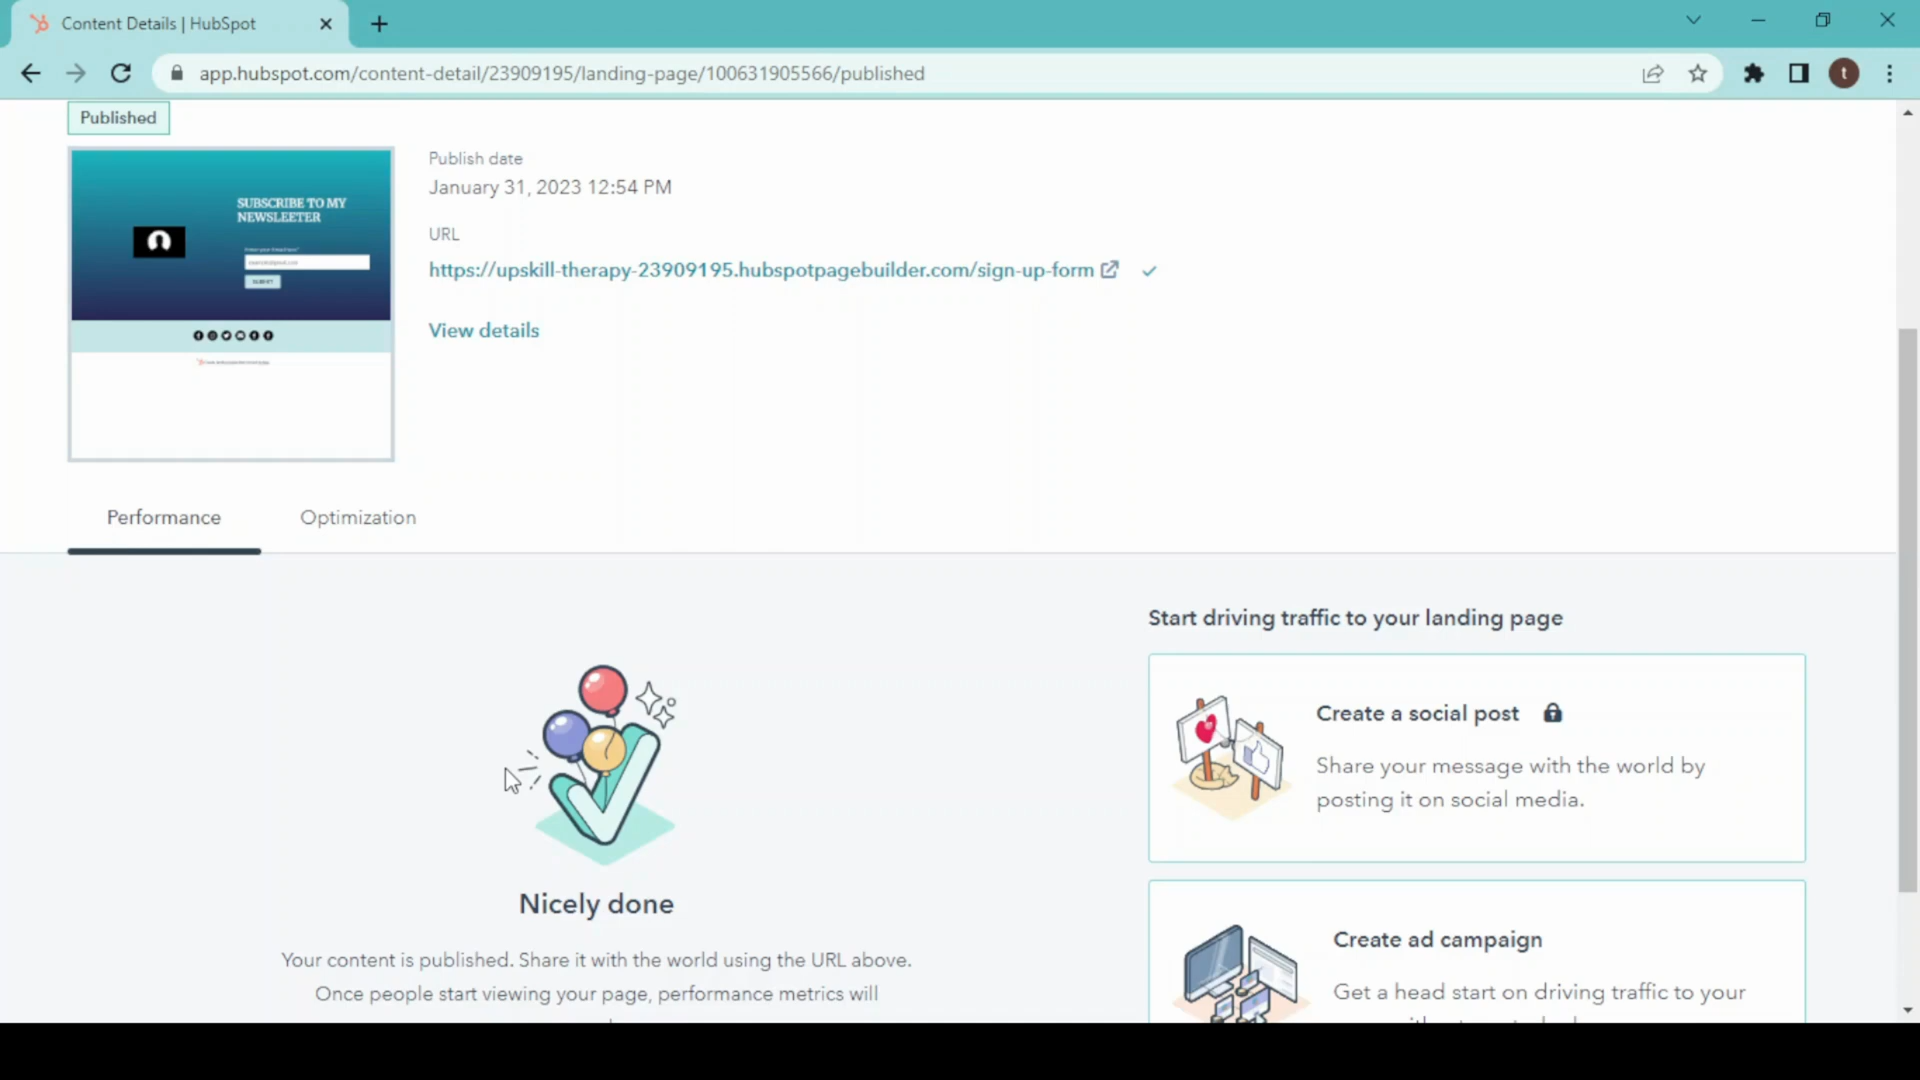 Content Details | HubSpot
app.hubspot.com/content-detail/23909195/landing-page/100631905566/published
t
Published
SUBSCRIBE TO MY
NEWSLEETER
SUBMIT
Publish date
January 31, 2023 12:54 PM
URL
https://upskill-therapy-23909195.hubspotpagebuilder.com/sign-up-form
View details
Performance
Optimization
Start driving traffic to your landing page
Create a social post
Share your message with the world by
posting it on social media.
Nicely done
Your content is published. Share it with the world using the URL above.
Once people start viewing your page, performance metrics will
Create ad campaign
Get a head start on driving traffic to your